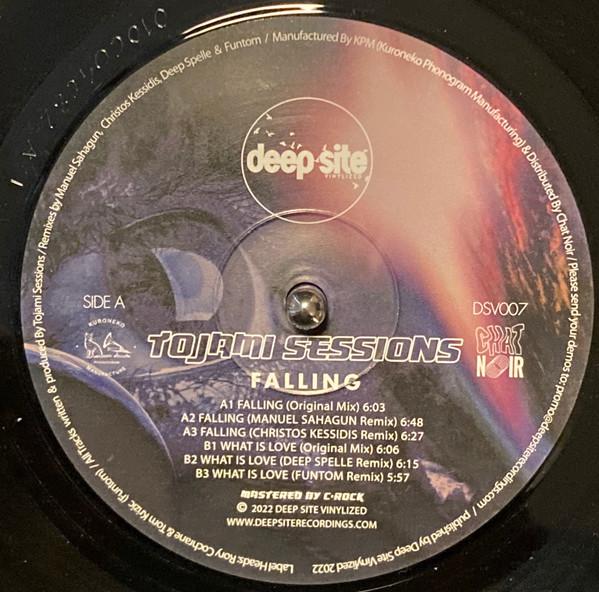 All Tracks written & produced by Tojami Sessions / Remixes by Manuel Sahagun, Christos Kessidis, Deep Spelle & Funtom / Manufactured By KPM (Kuroneko Phonogram Manufacturing) & Distributed By Chat Noir / Please send your demos to: promo@deepsiterecordings.com / published by Deep Site Vinylized 2022
Label Heads: Rory Cochrane & Tom Krizk (Funtom) /
deep site
VINYLIZED
SIDE A
DSV007
KURONEKO
MANUFACTURE
TOJAMI SESSIONS
CHAT
NOIR
FALLING
A1 FALLING (Original Mix) 6:03
A2 FALLING (MANUEL SAHAGUN Remix) 6:48
A3 FALLING (CHRISTOS KESSIDIS Remix) 6:27
B1 WHAT IS LOVE (Original Mix) 6:06
B2 WHAT IS LOVE (DEEP SPELLE Remix) 6:15
B3 WHAT IS LOVE (FUNTOM Remix) 5:57
MASTERED BY C-ROCK
© 2022 DEEP SITE VINYLIZED
WWW.DEEPSITERECORDINGS.COM